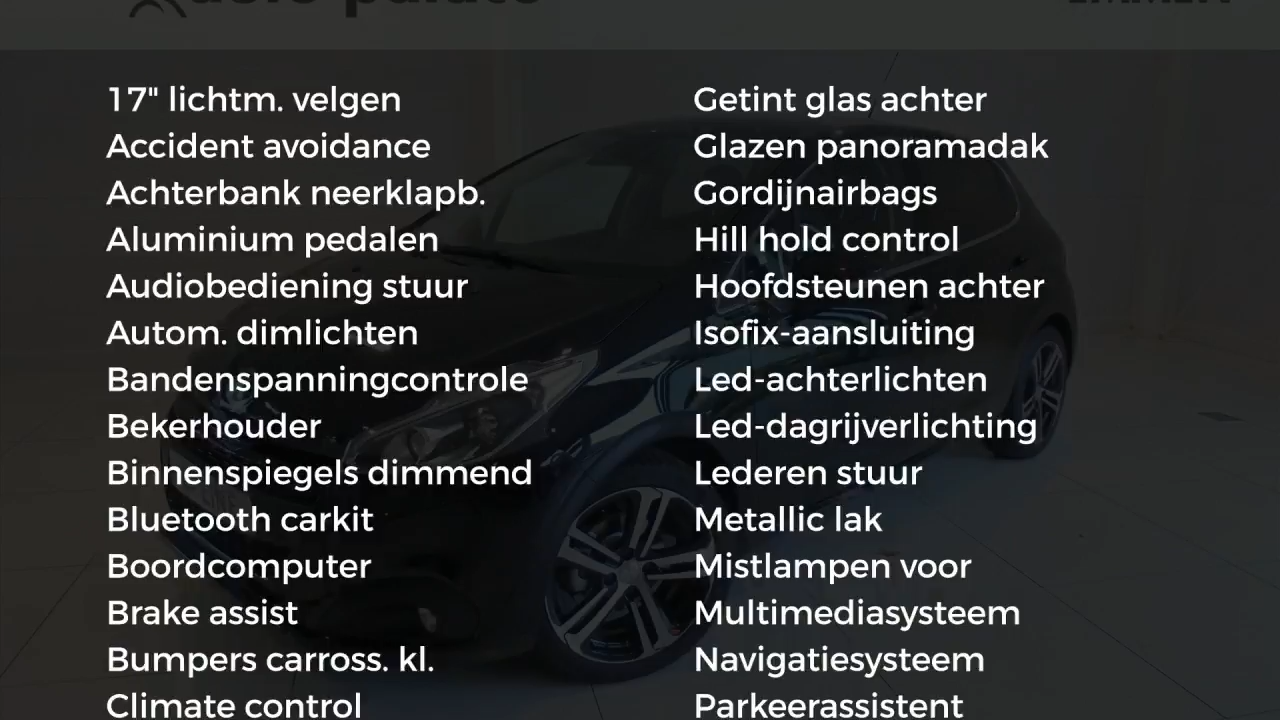 17" lichtm. velgen
Accident avoidance
Achterbank neerklapb.
Aluminium pedalen
Audiobediening stuur
Autom. dimlichten
Bandenspanningcontrole
Bekerhouder
Binnenspiegels dimmend
Bluetooth carkit
Boordcomputer
Brake assist
Bumpers carross. kl.
Climate control
Getint glas achter
Glazen panoramadak
Gordijnairbags
Hill hold control
Hoofdsteunen achter
Isofix-aansluiting
Led-achterlichten
Led-dagrijverlichting
Lederen stuur
Metallic lak
Mistlampen voor
Multimediasysteem
Navigatiesysteem
Parkeerassistent